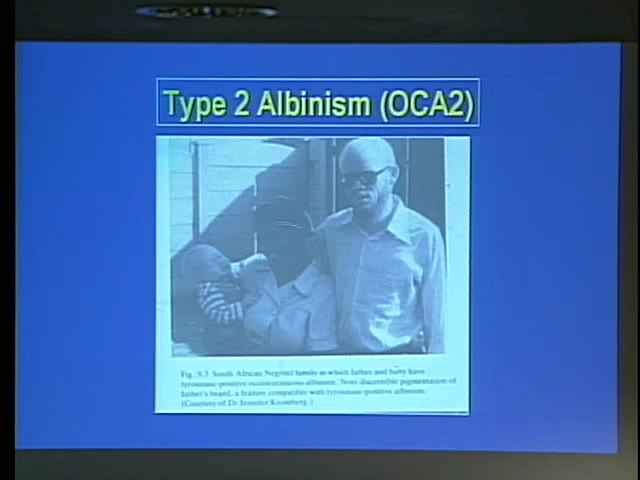 Type 2 Albinism (OCA2)
Fig. 9.3 South African Negroid family in which father and baby have
tyrosinase-positive oculocutaneous albinism. Note discernible pigmentation of
father's beard, a feature compatible with tyrosinase-positive albinism.
(Courtesy of Dr Jennifer Kromberg.)